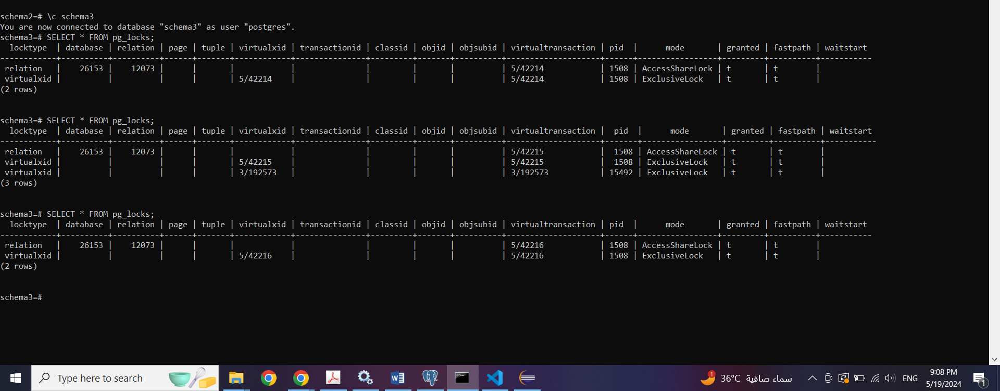 schema2=# \c schema3
You are now connected to database "schema3" as user "postgres".
schema3=# SELECT * FROM pg_locks;
  locktype  | database | relation | page | tuple | virtualxid | transactionid | classid | objid | objsubid | virtualtransaction | pid  |      mode       | granted | fastpath | waitstart
------------+----------+----------+------+-------+------------+---------------+---------+-------+----------+--------------------+------+-----------------+---------+----------+-----------
 relation   |    26153 |    12073 |      |       |            |               |         |       |          | 5/42214            | 1508 | AccessShareLock | t       | t        |
 virtualxid |          |          |      |       | 5/42214    |               |         |       |          | 5/42214            | 1508 | ExclusiveLock   | t       | t        |
(2 rows)
schema3=# SELECT * FROM pg_locks;
  locktype  | database | relation | page | tuple | virtualxid | transactionid | classid | objid | objsubid | virtualtransaction |  pid  |      mode       | granted | fastpath | waitstart
------------+----------+----------+------+-------+------------+---------------+---------+-------+----------+--------------------+-------+-----------------+---------+----------+-----------
 relation   |    26153 |    12073 |      |       |            |               |         |       |          | 5/42215            |  1508 | AccessShareLock | t       | t        |
 virtualxid |          |          |      |       | 5/42215    |               |         |       |          | 5/42215            |  1508 | ExclusiveLock   | t       | t        |
 virtualxid |          |          |      |       | 3/192573   |               |         |       |          | 3/192573           | 15492 | ExclusiveLock   | t       | t        |
(3 rows)
schema3=# SELECT * FROM pg_locks;
  locktype  | database | relation | page | tuple | virtualxid | transactionid | classid | objid | objsubid | virtualtransaction | pid  |      mode       | granted | fastpath | waitstart
------------+----------+----------+------+-------+------------+---------------+---------+-------+----------+--------------------+------+-----------------+---------+----------+-----------
 relation   |    26153 |    12073 |      |       |            |               |         |       |          | 5/42216            | 1508 | AccessShareLock | t       | t        |
 virtualxid |          |          |      |       | 5/42216    |               |         |       |          | 5/42216            | 1508 | ExclusiveLock   | t       | t        |
(2 rows)
schema3=#
Type here to search
1
36°C سماء صافية
ENG
9:08 PM
5/19/2024
1